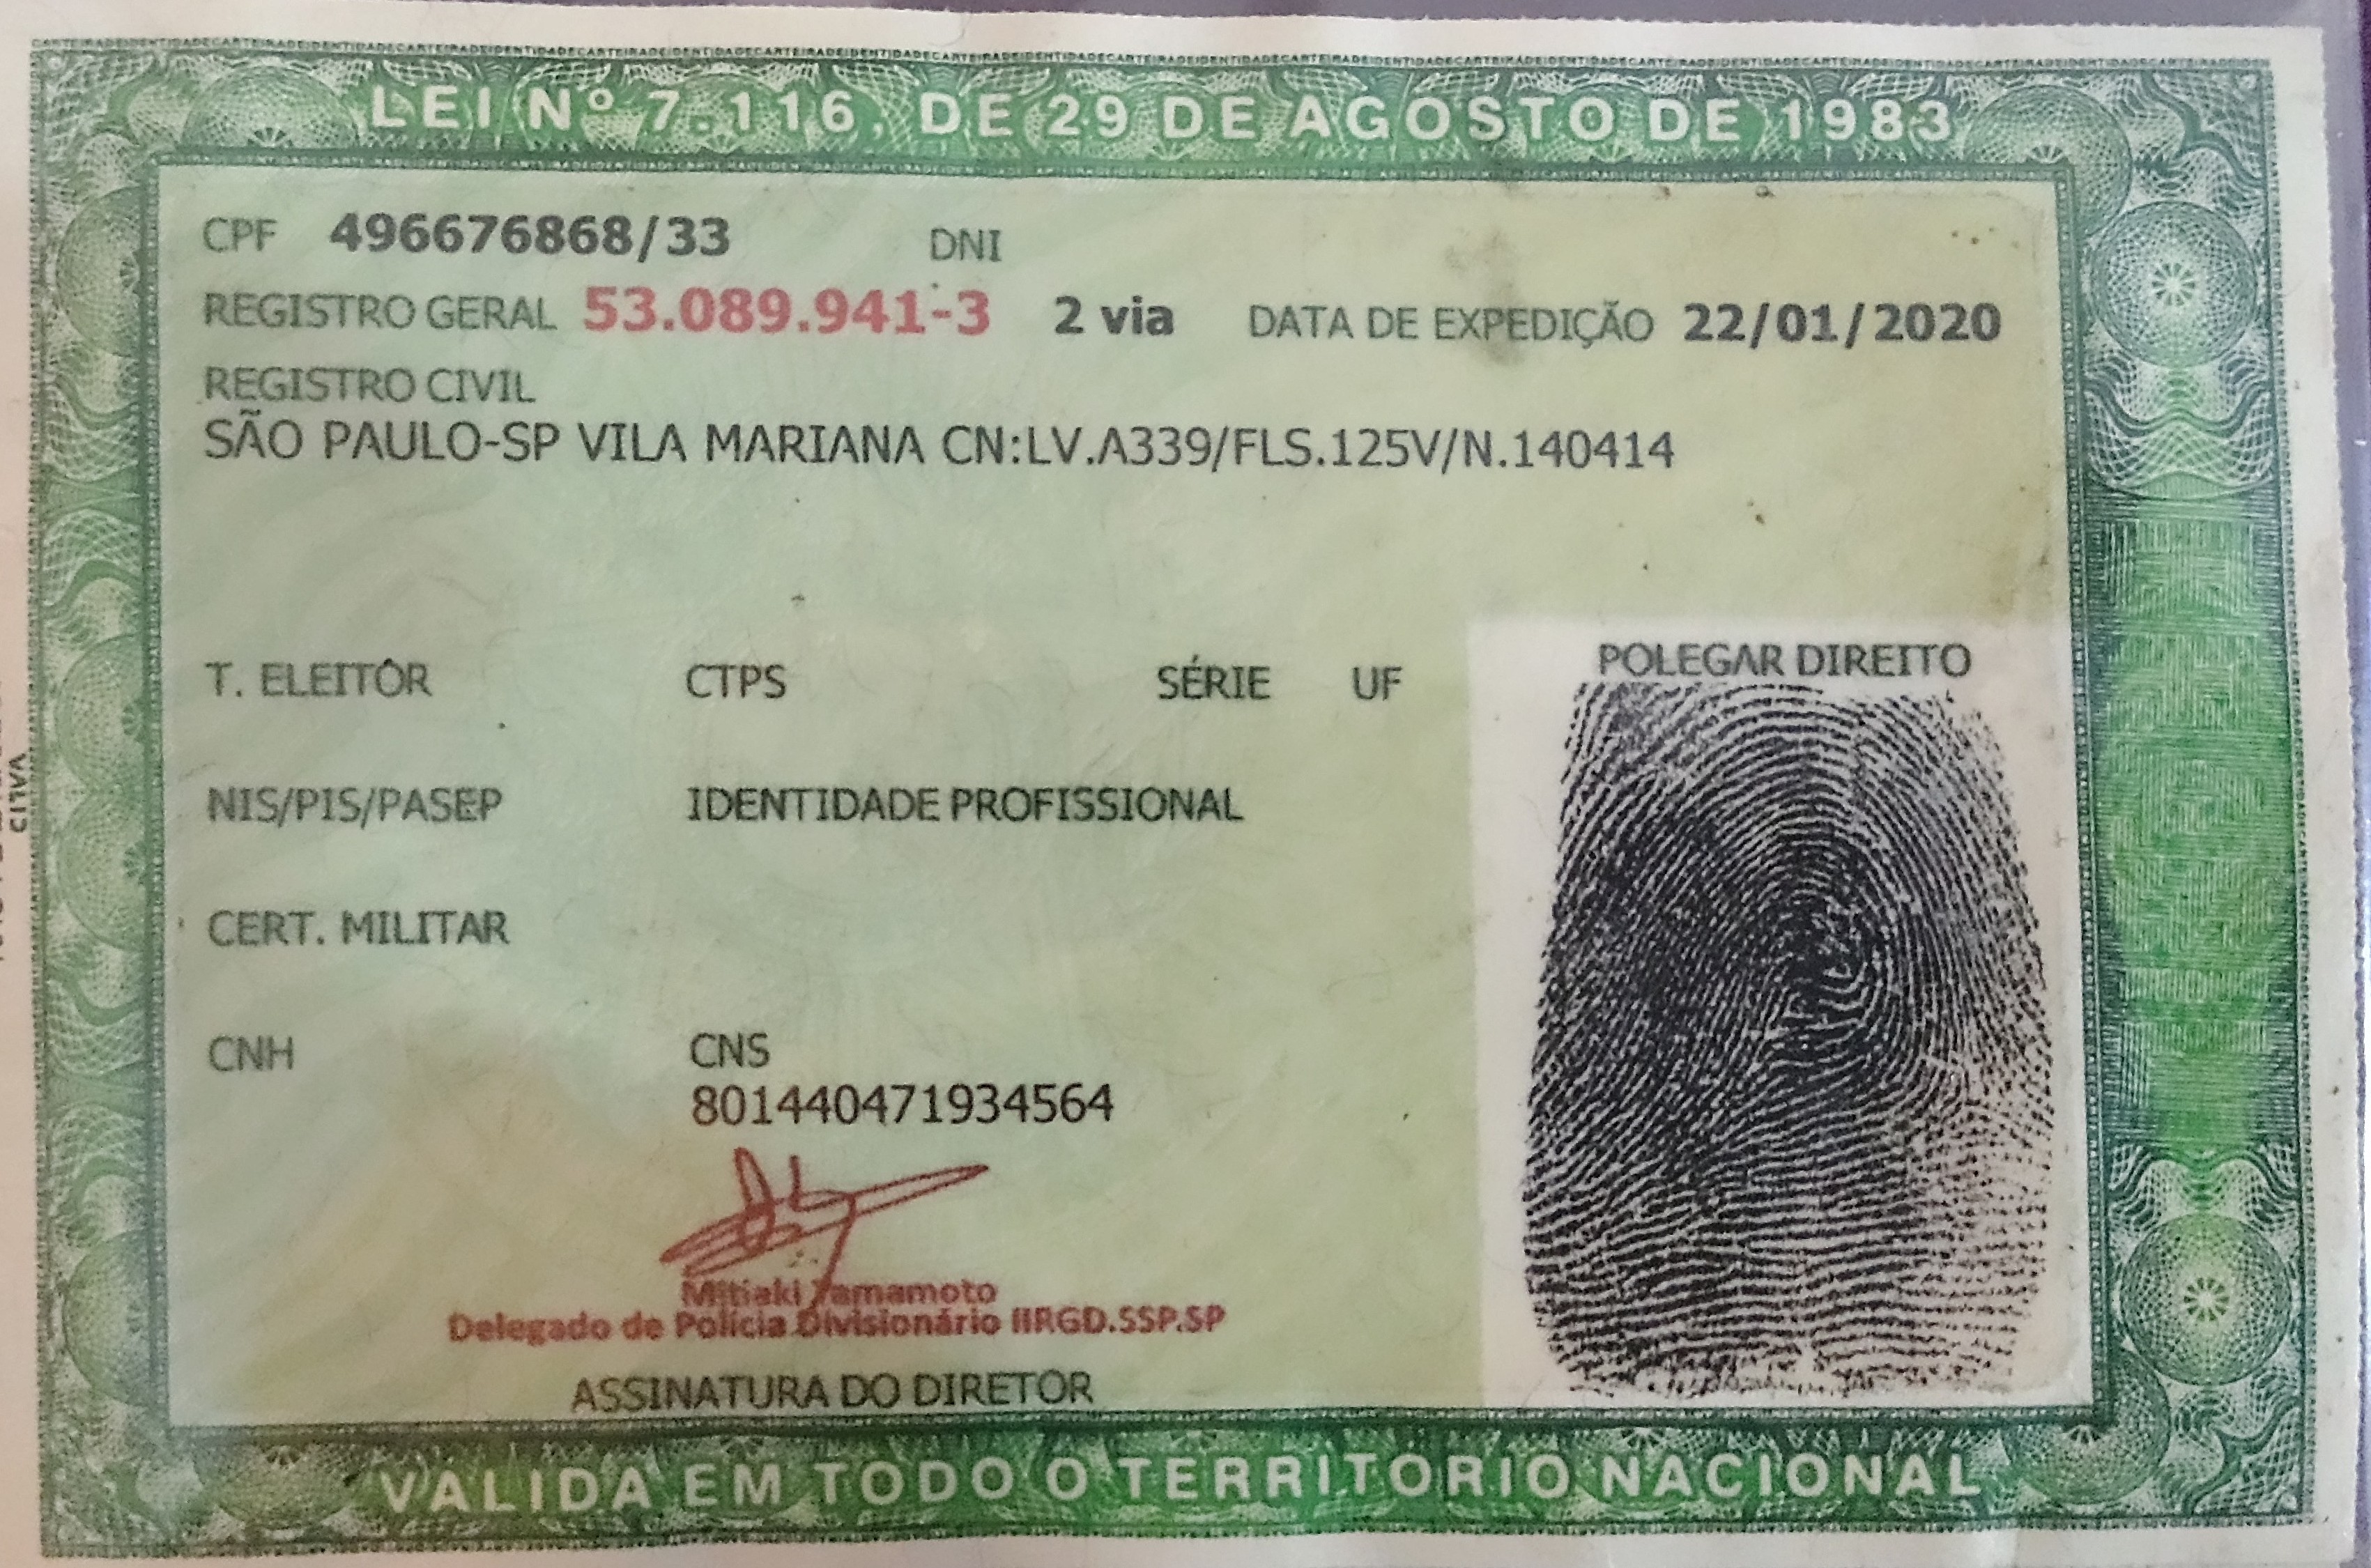 LEI Nº 7.116, DE 29 DE AGOSTO DE 1983
CPF 496676868/33 DNI
REGISTRO GERAL 53.089.941-3 2 via DATA DE EXPEDIÇÃO 22/01/2020
REGISTRO CIVIL
SÃO PAULO-SP VILA MARIANA CN:LV.A339/FLS.125V/N.140414
T. ELEITOR CTPS SÉRIE UF
POLEGAR DIREITO
NIS/PIS/PASEP IDENTIDADE PROFISSIONAL
CERT. MILITAR
CNH CNS
801440471934564
Mitiaki Yamamoto
Delegado de Polícia Divisionário IIRGD.SSP.SP
ASSINATURA DO DIRETOR
VALIDA EM TODO O TERRITÓRIO NACIONAL